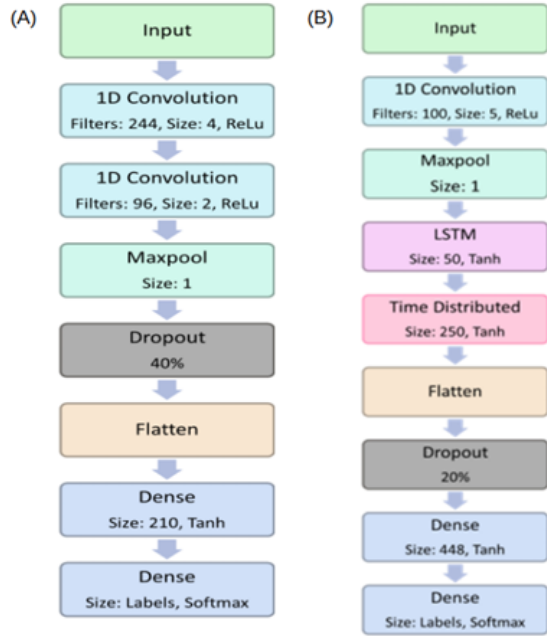 (A)
Input
1D Convolution
Filters: 244, Size: 4, ReLu
1D Convolution
Filters: 96, Size: 2, ReLu
Maxpool
Size: 1
Dropout
40%
Flatten
Dense
Size: 210, Tanh
Dense
Size: Labels, Softmax
(B)
Input
1D Convolution
Filters: 100, Size: 5, ReLu
Maxpool
Size: 1
LSTM
Size: 50, Tanh
Time Distributed
Size: 250, Tanh
Flatten
Dropout
20%
Dense
Size: 448, Tanh
Dense
Size: Labels, Softmax